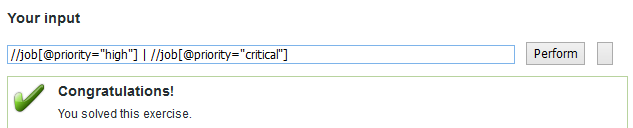 Your input
//job[@priority="high"] | //job[@priority="critical"]
Perform
Congratulations!
You solved this exercise.